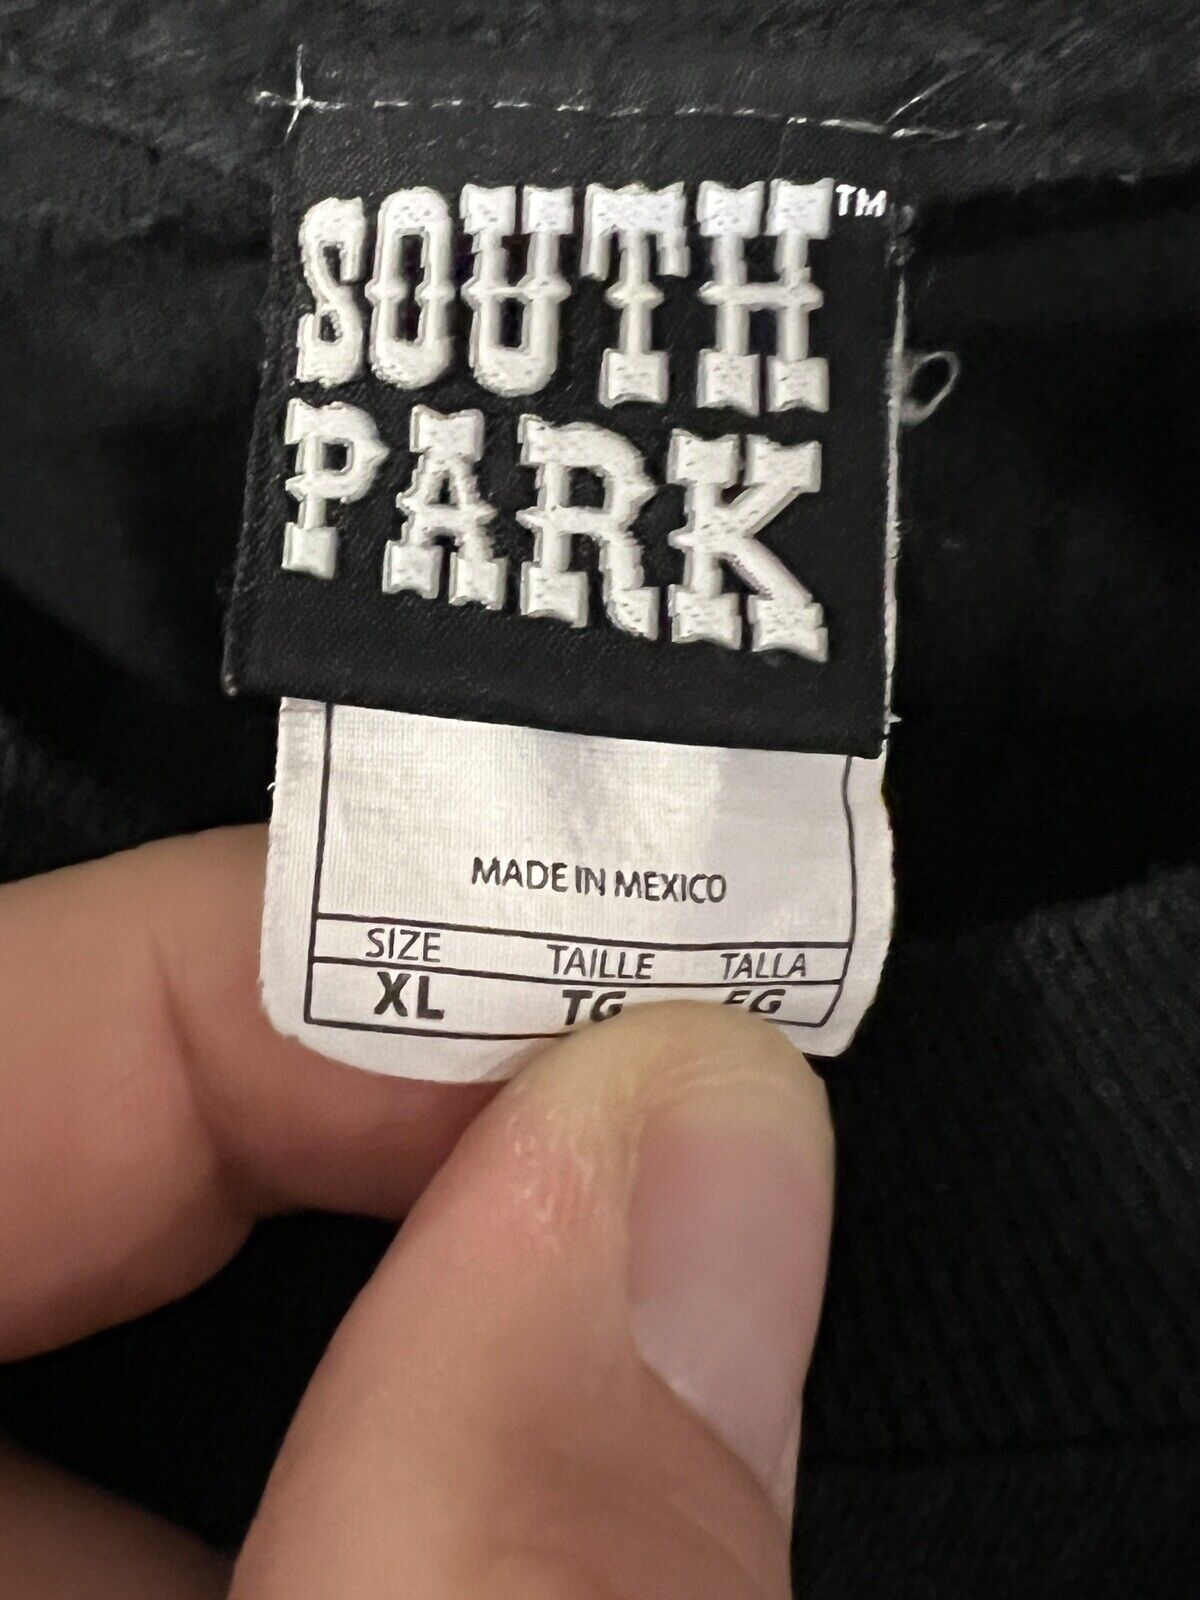 SOUTH™
PARK
MADE IN MEXICO
SIZE TAILLE TALLA
XL TG EG